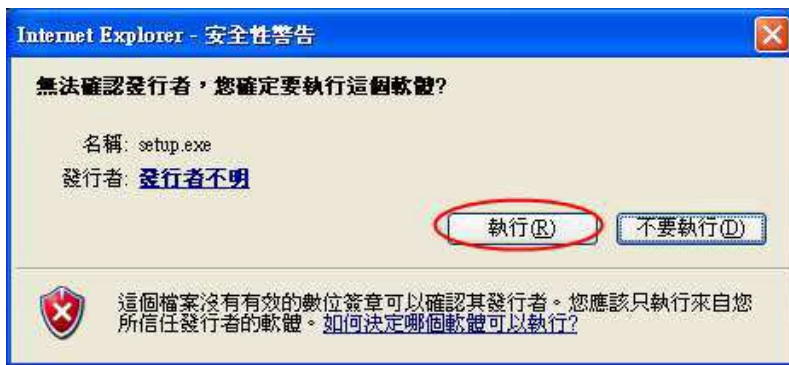 Internet Explorer - 安全性警告
無法確認發行者，您確定要執行這個軟體?
名稱: setup.exe
發行者: 發行者不明
執行(R) 不要執行(D)
這個檔案沒有有效的數位簽章可以確認其發行者。您應該只執行來自您
所信任發行者的軟體。如何決定哪個軟體可以執行?